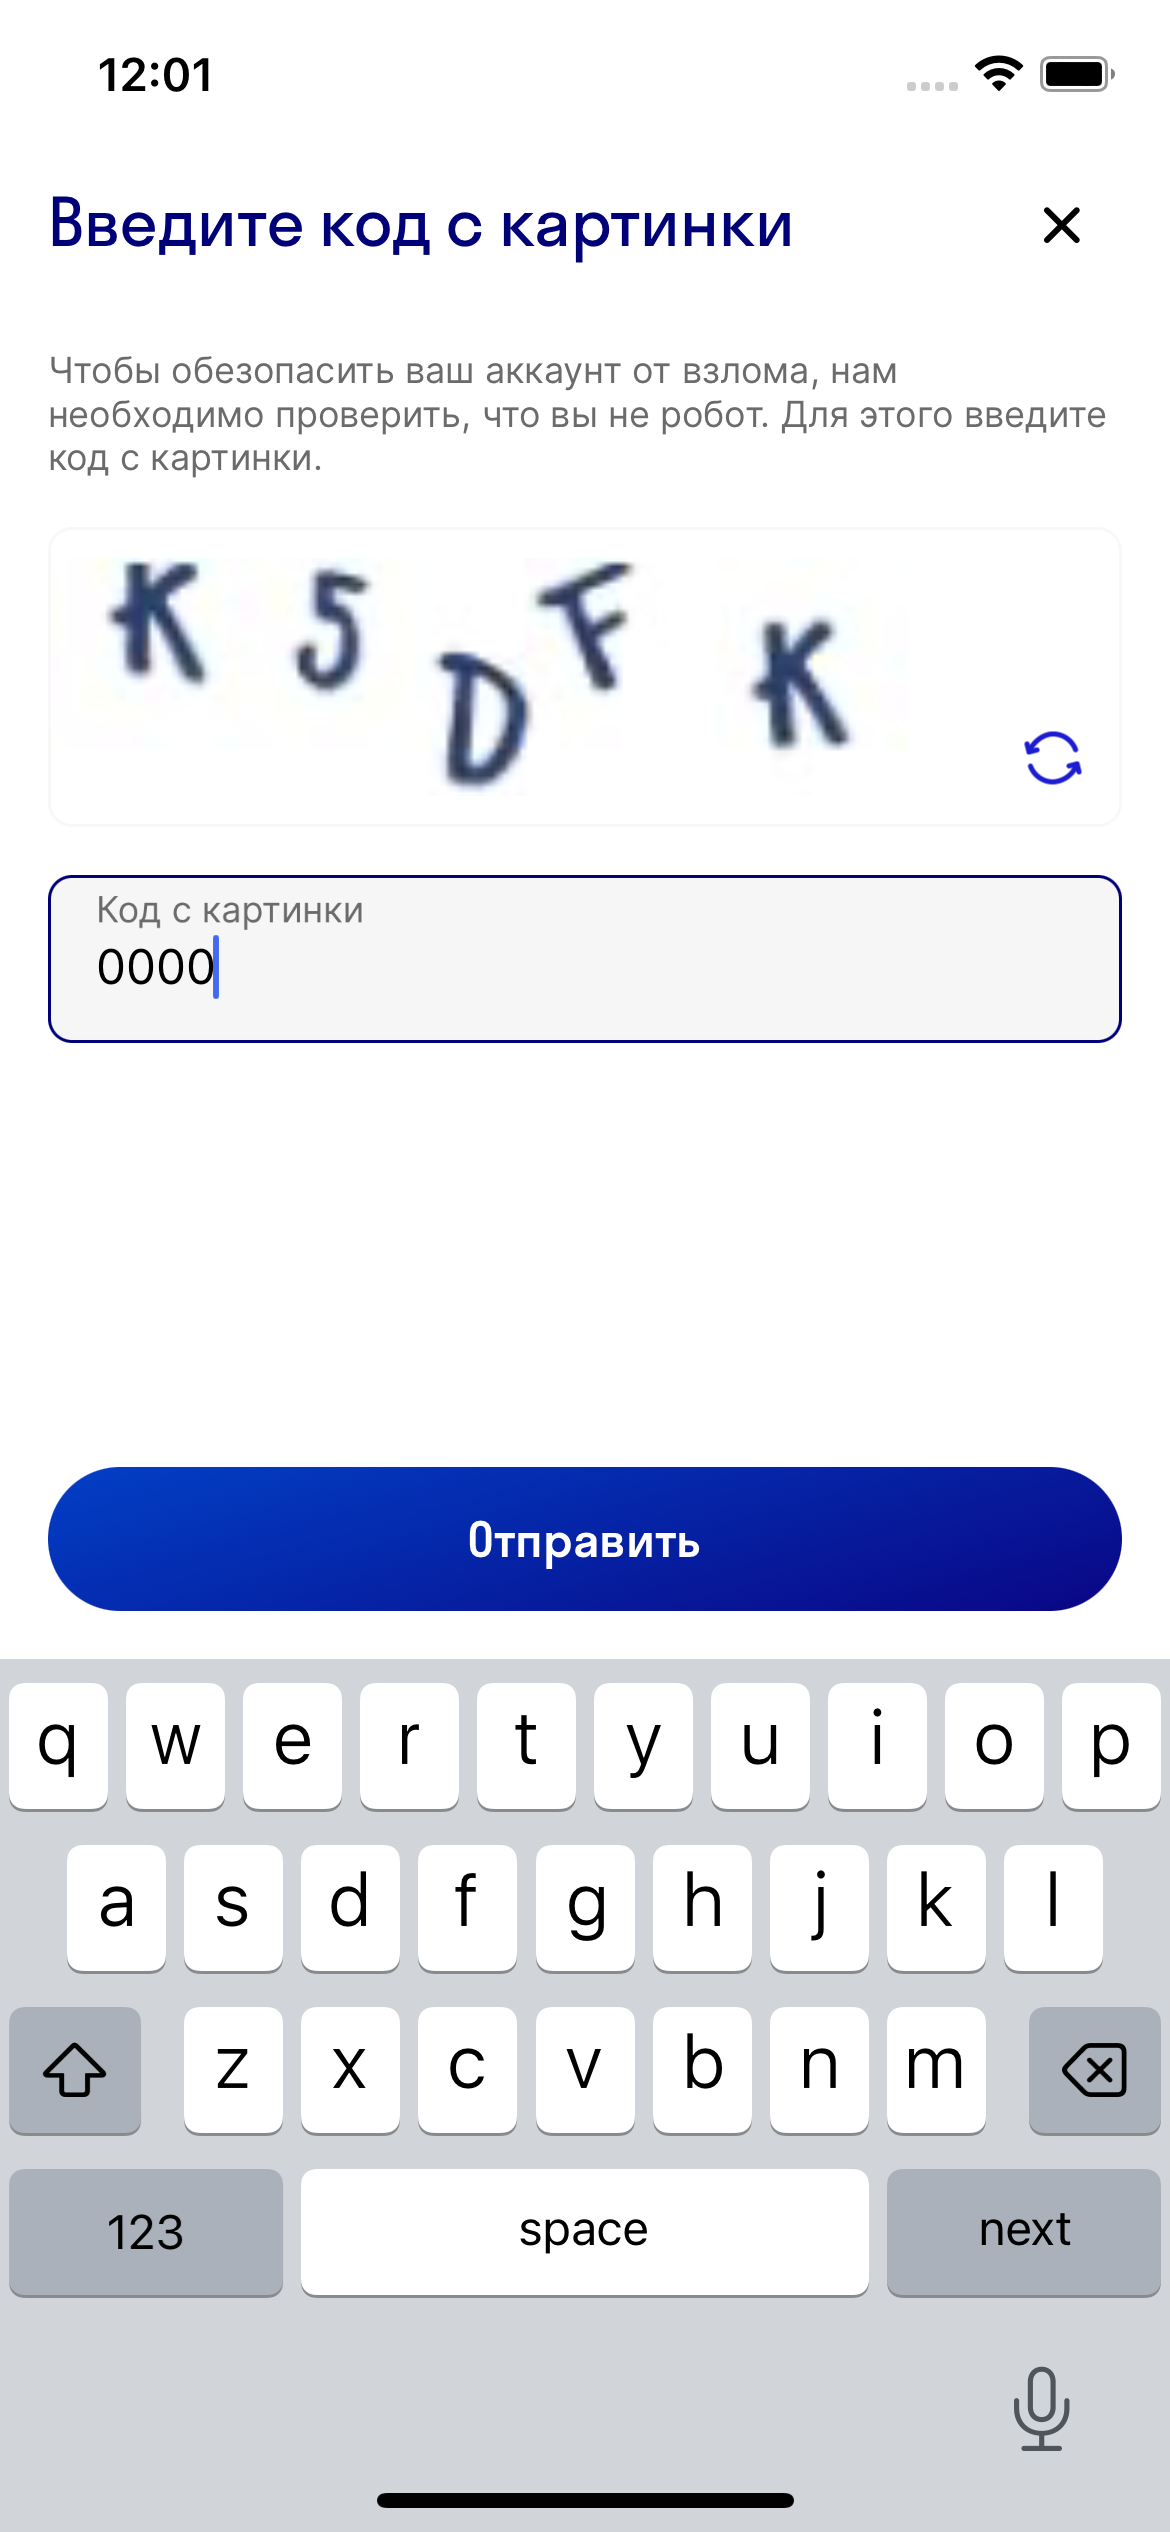 12:01
Введите код с картинки
Чтобы обезопасить ваш аккаунт от взлома, нам
необходимо проверить, что вы не робот. Для этого введите
код с картинки.
K 5 D F K
Код с картинки
0000
Отправить
q w e r t y u i o p
a s d f g h j k l
z x c v b n m
123 space next